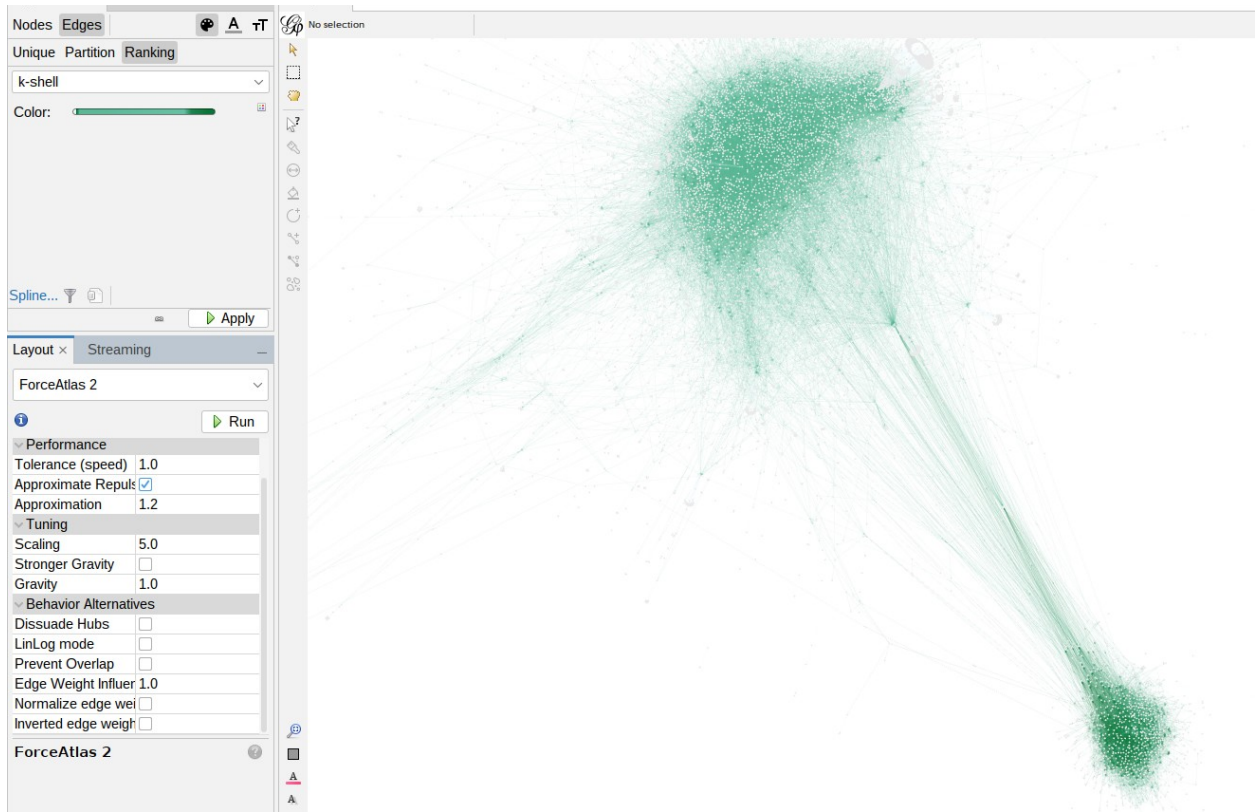 Nodes Edges A тT
No selection
Unique Partition Ranking
k-shell
Color:
Spline...
Apply
Layout × Streaming
ForceAtlas 2
Run
Performance
Tolerance (speed) 1.0
Approximate Repuls
Approximation 1.2
Tuning
Scaling 5.0
Stronger Gravity
Gravity 1.0
Behavior Alternatives
Dissuade Hubs
LinLog mode
Prevent Overlap
Edge Weight Influer 1.0
Normalize edge wei
Inverted edge weigh
ForceAtlas 2 ?
A
A